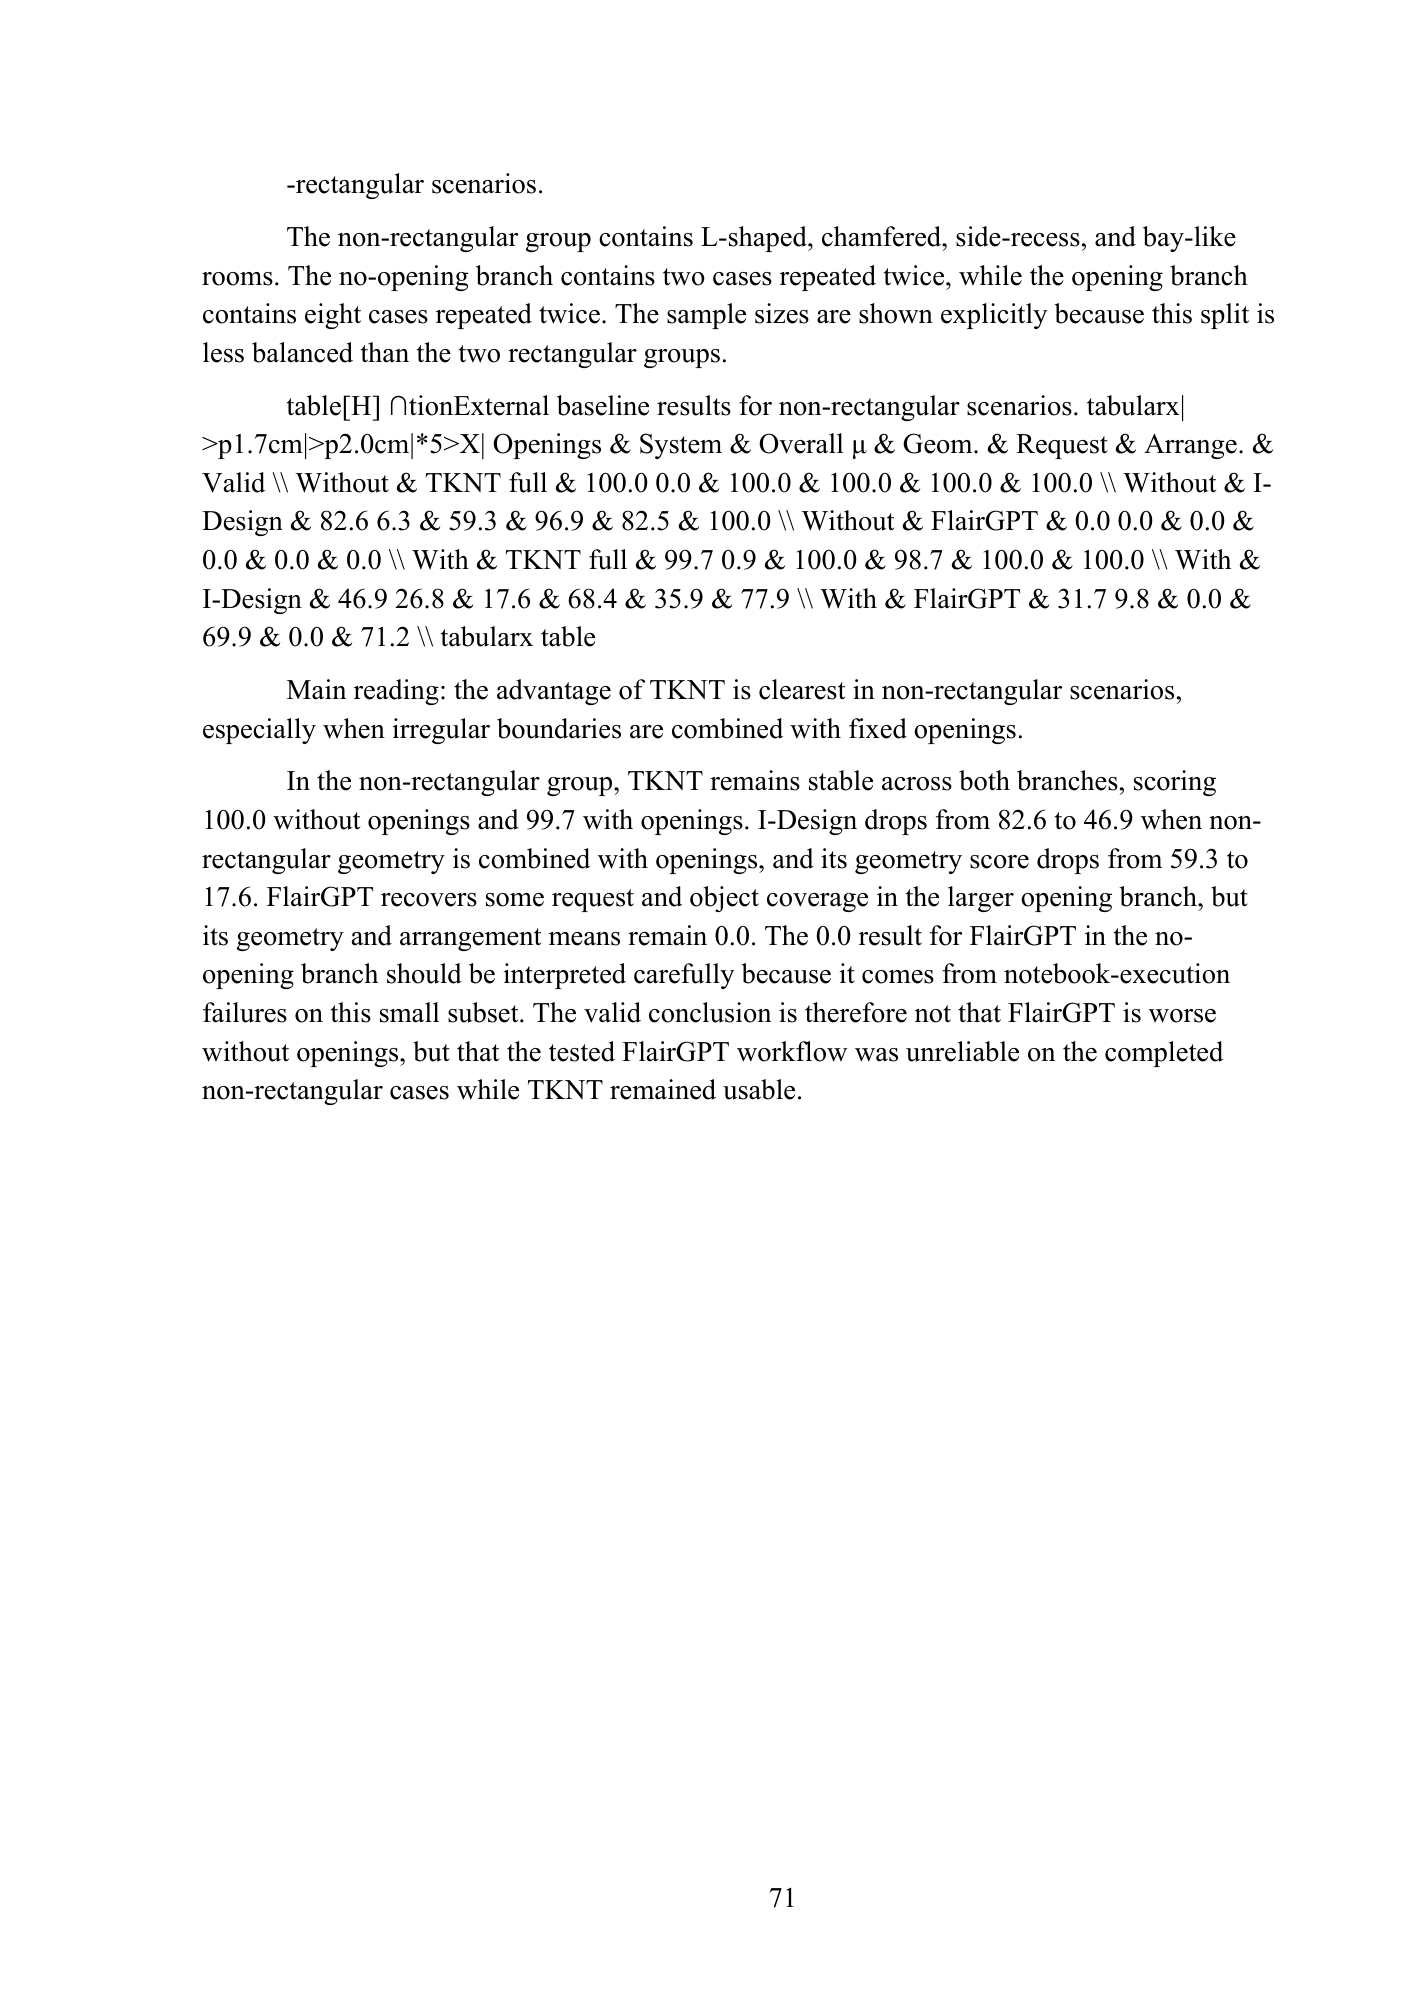 -rectangular scenarios.
The non-rectangular group contains L-shaped, chamfered, side-recess, and bay-like
rooms. The no-opening branch contains two cases repeated twice, while the opening branch
contains eight cases repeated twice. The sample sizes are shown explicitly because this split is
less balanced than the two rectangular groups.
table[H] ∩tionExternal baseline results for non-rectangular scenarios. tabularx|
>p1.7cm|>p2.0cm|*5>X| Openings & System & Overall μ & Geom. & Request & Arrange. &
Valid \\ Without & TKNT full & 100.0 0.0 & 100.0 & 100.0 & 100.0 & 100.0 \\ Without & I-
Design & 82.6 6.3 & 59.3 & 96.9 & 82.5 & 100.0 \\ Without & FlairGPT & 0.0 0.0 & 0.0 &
0.0 & 0.0 & 0.0 \\ With & TKNT full & 99.7 0.9 & 100.0 & 98.7 & 100.0 & 100.0 \\ With &
I-Design & 46.9 26.8 & 17.6 & 68.4 & 35.9 & 77.9 \\ With & FlairGPT & 31.7 9.8 & 0.0 &
69.9 & 0.0 & 71.2 \\ tabularx table
Main reading: the advantage of TKNT is clearest in non-rectangular scenarios,
especially when irregular boundaries are combined with fixed openings.
In the non-rectangular group, TKNT remains stable across both branches, scoring
100.0 without openings and 99.7 with openings. I-Design drops from 82.6 to 46.9 when non-
rectangular geometry is combined with openings, and its geometry score drops from 59.3 to
17.6. FlairGPT recovers some request and object coverage in the larger opening branch, but
its geometry and arrangement means remain 0.0. The 0.0 result for FlairGPT in the no-
opening branch should be interpreted carefully because it comes from notebook-execution
failures on this small subset. The valid conclusion is therefore not that FlairGPT is worse
without openings, but that the tested FlairGPT workflow was unreliable on the completed
non-rectangular cases while TKNT remained usable.
71